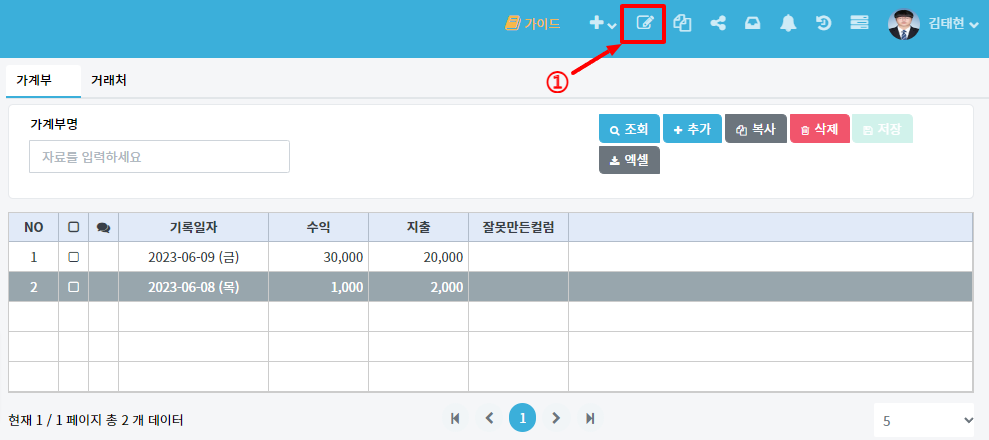 가이드 김태현
①
가계부 거래처
가계부명
자료를 입력하세요
조회 추가 복사 삭제 저장
엑셀
NO 기록일자 수익 지출 잘못만든컬럼
1 2023-06-09 (금) 30,000 20,000
2 2023-06-08 (목) 1,000 2,000
현재 1 / 1 페이지 총 2 개 데이터 1 5